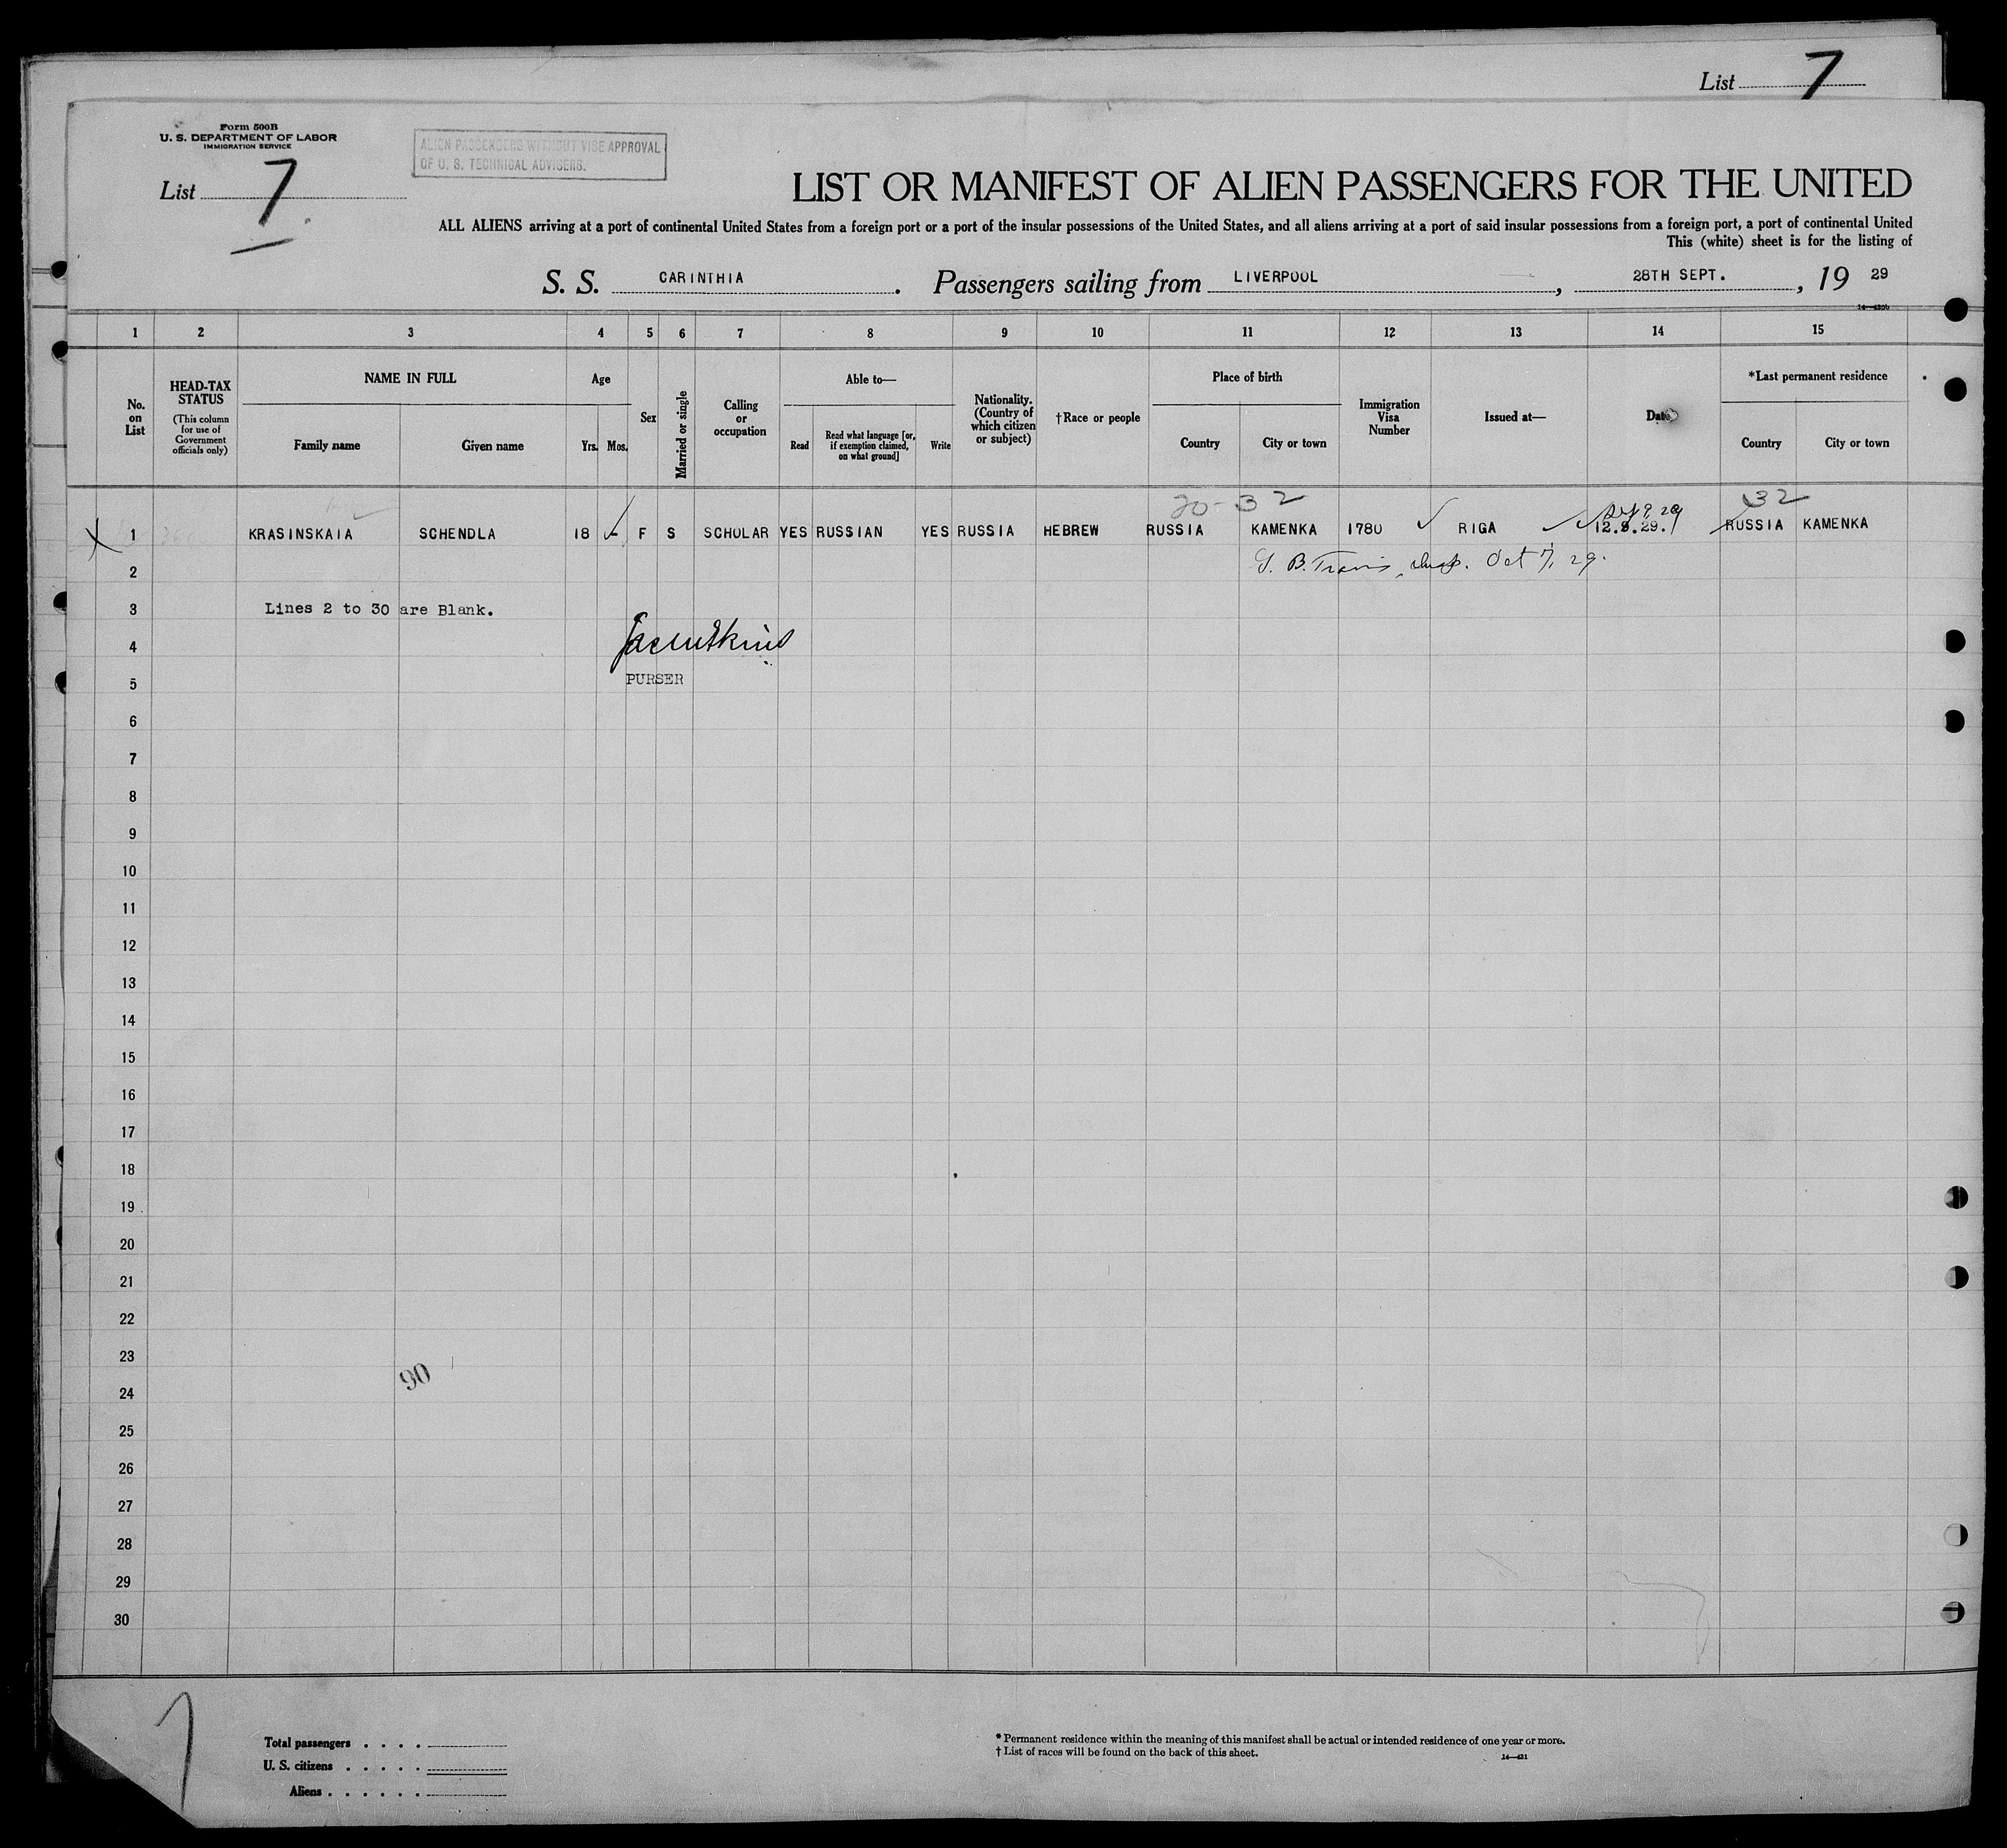 List 7
Form 500B
U. S. DEPARTMENT OF LABOR
IMMIGRATION SERVICE
List 7
ALIEN PASSENGERS WITHOUT VISE APPROVAL
OF U. S. TECHNICAL ADVISERS.
LIST OR MANIFEST OF ALIEN PASSENGERS FOR THE UNITED
ALL ALIENS arriving at a port of continental United States from a foreign port or a port of the insular possessions of the United States, and all aliens arriving at a port of said insular possessions from a foreign port, a port of continental United
This (white) sheet is for the listing of
S. S. CARINTHIA. Passengers sailing from LIVERPOOL, 28TH SEPT., 19 29
1 2 3 4 5 6 7 8 9 10 11 12 13 14 15
No. on List
HEAD-TAX STATUS
(This column for use of Government officials only)
NAME IN FULL
Family name
Given name
Age
Yrs. Mos.
Sex
Married or single
Calling or occupation
Able to—
Read
Read what language [or, if exemption claimed, on what ground]
Write
Nationality. (Country of which citizen or subject)
†Race or people
Place of birth
Country
City or town
Immigration Visa Number
Issued at—
Date
*Last permanent residence
Country
City or town
20-32 32
1 KRASINSKAIA SCHENDLA 18 - F S SCHOLAR YES RUSSIAN YES RUSSIA HEBREW RUSSIA KAMENKA 1780 RIGA 12.9.29. RUSSIA KAMENKA
2 B. Travis, Insp. Oct 7, 29.
3 Lines 2 to 30 are Blank.
4
5 PURSER
6
7
8
9
10
11
12
13
14
15
16
17
18
19
20
21
22
23
90
24
25
26
27
28
29
30
7
Total passengers . . . .
U. S. citizens . . . . .
Aliens . . . . . .
* Permanent residence within the meaning of this manifest shall be actual or intended residence of one year or more.
† List of races will be found on the back of this sheet.
14—431